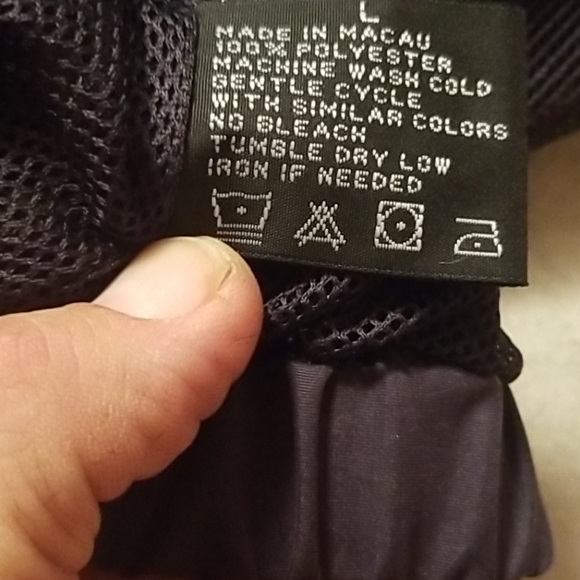 L
MADE IN MACAU
100% POLYESTER
MACHINE WASH COLD
GENTLE CYCLE
WITH SIMILAR COLORS
NO BLEACH
TUMBLE DRY LOW
IRON IF NEEDED